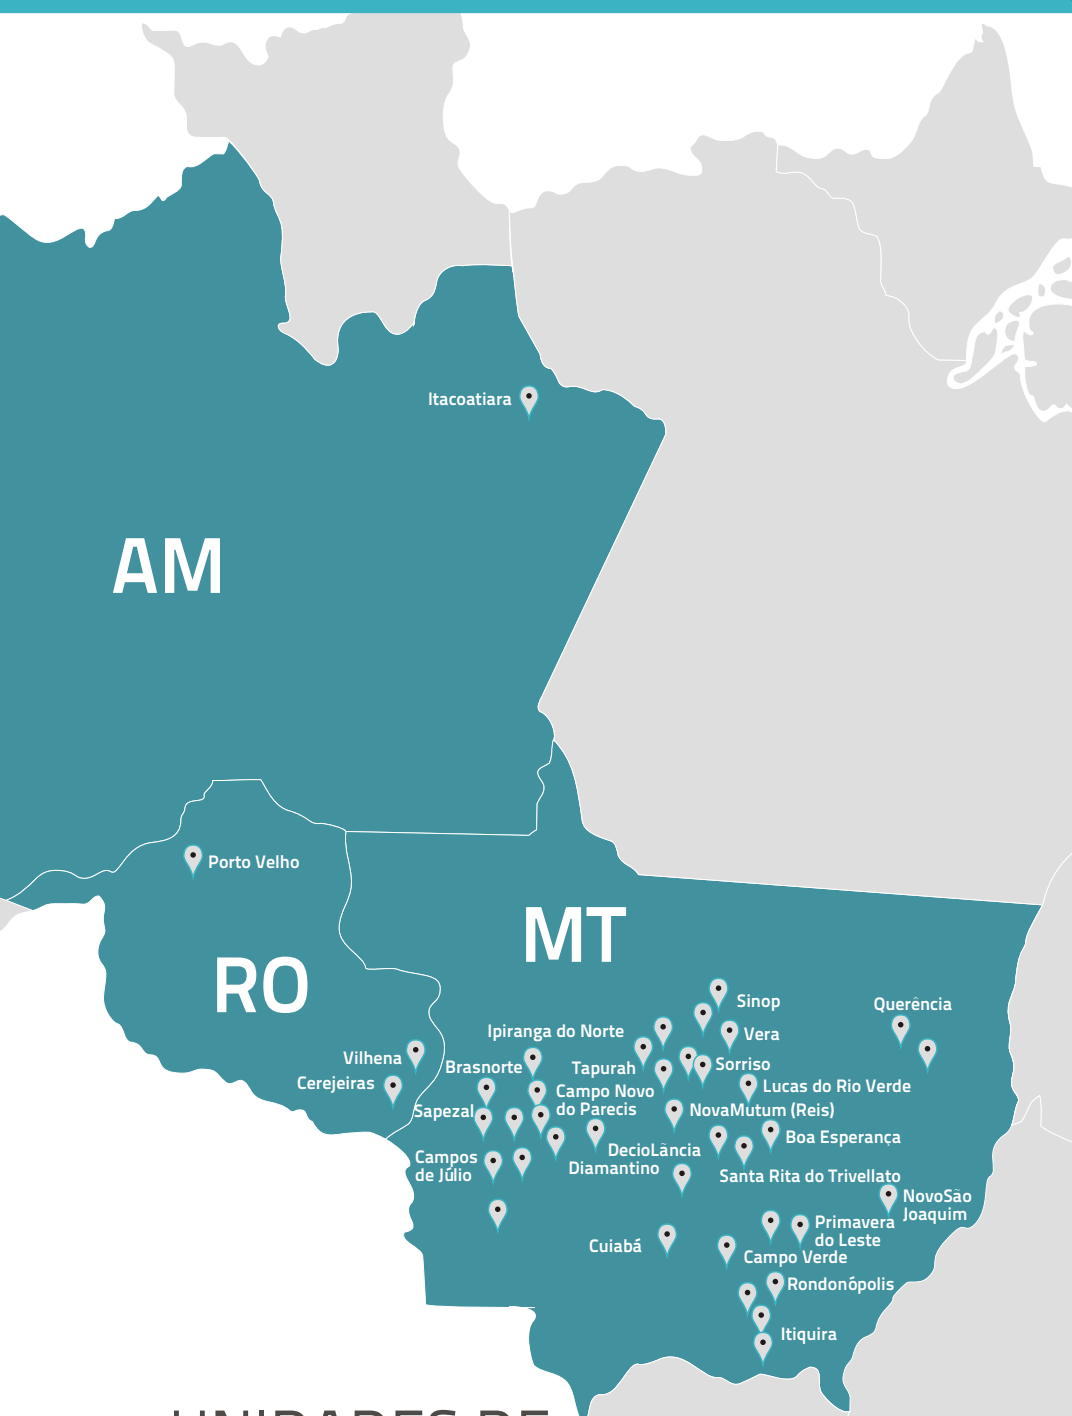 Itacoatiara
AM
Porto Velho
MT
RO
Sinop
Querência
Ipiranga do Norte
Vera
Vilhena
Brasnorte
Tapurah
Sorriso
Cerejeiras
Campo Novo
do Parecis
Lucas do Rio Verde
Sapezal
NovaMutum (Reis)
Boa Esperança
DecioLância
Campos
de Júlio
Diamantino
Santa Rita do Trivellato
NovoSão
Joaquim
Primavera
do Leste
Cuiabá
Campo Verde
Rondonópolis
Itiquira
UNIDADES DE